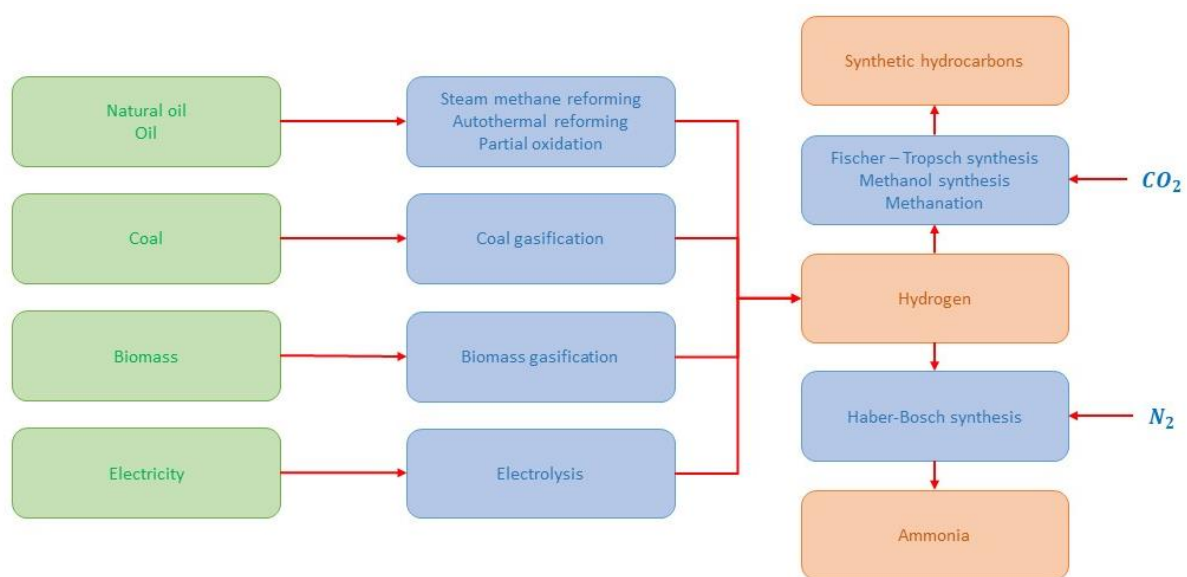 Natural oil
Oil
Steam methane reforming
Autothermal reforming
Partial oxidation
Coal
Coal gasification
Biomass
Biomass gasification
Electricity
Electrolysis
Synthetic hydrocarbons
Fischer – Tropsch synthesis
Methanol synthesis
Methanation
CO₂
Hydrogen
Haber-Bosch synthesis
N₂
Ammonia